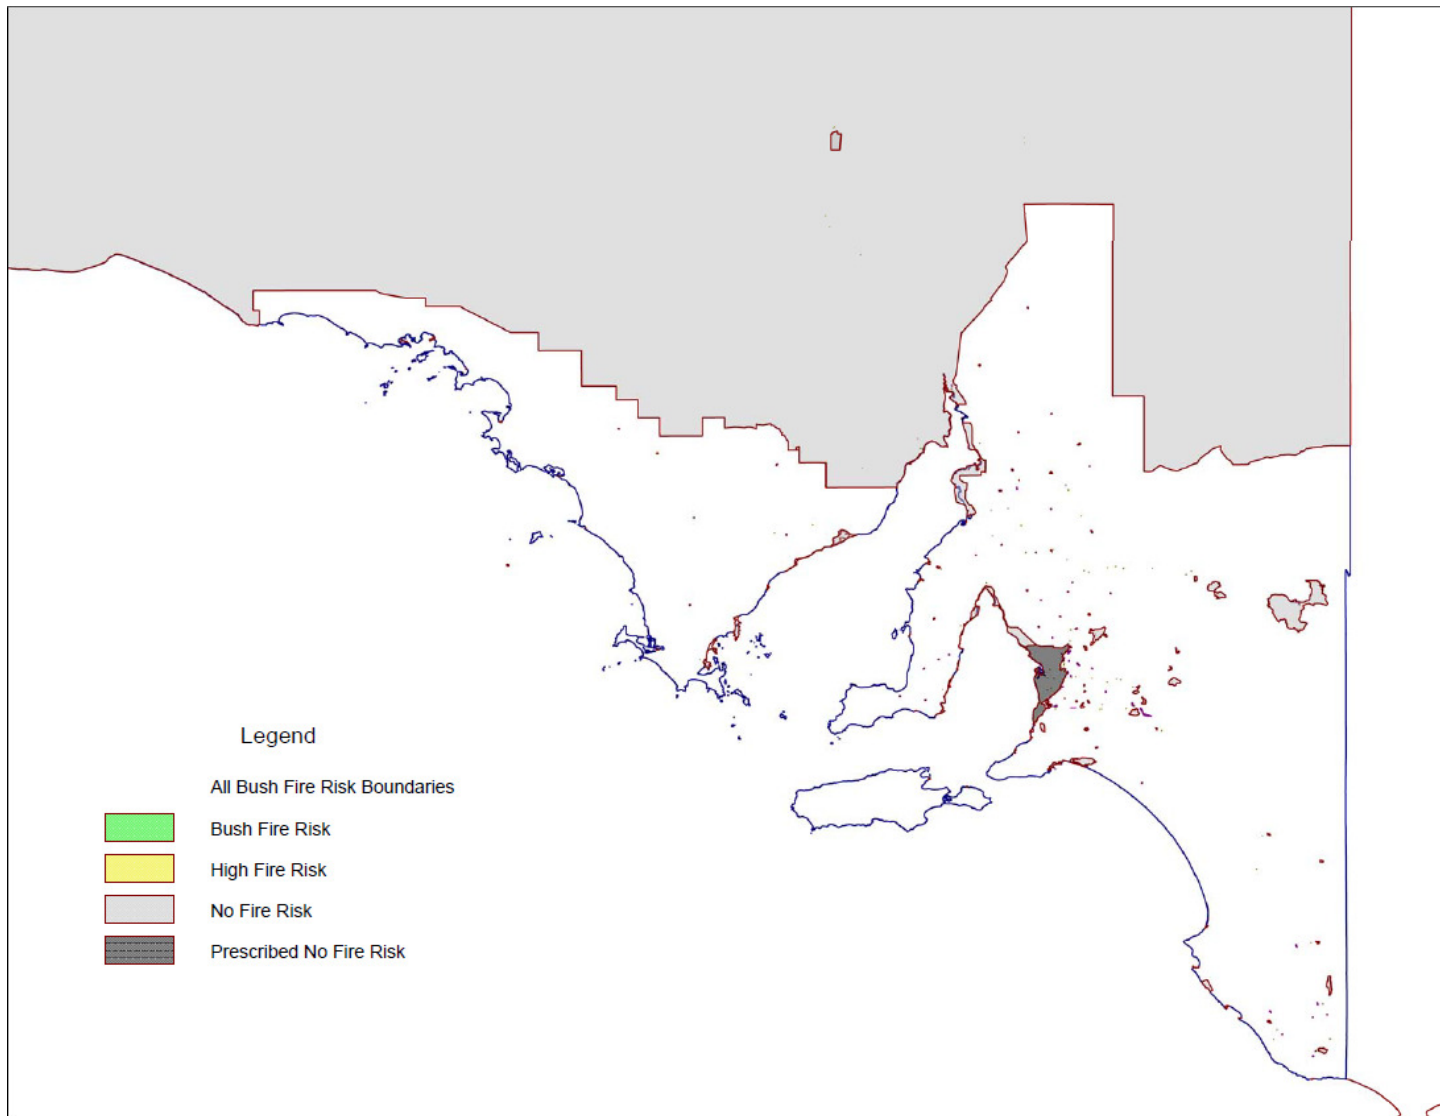 Legend
All Bush Fire Risk Boundaries
Bush Fire Risk
High Fire Risk
No Fire Risk
Prescribed No Fire Risk